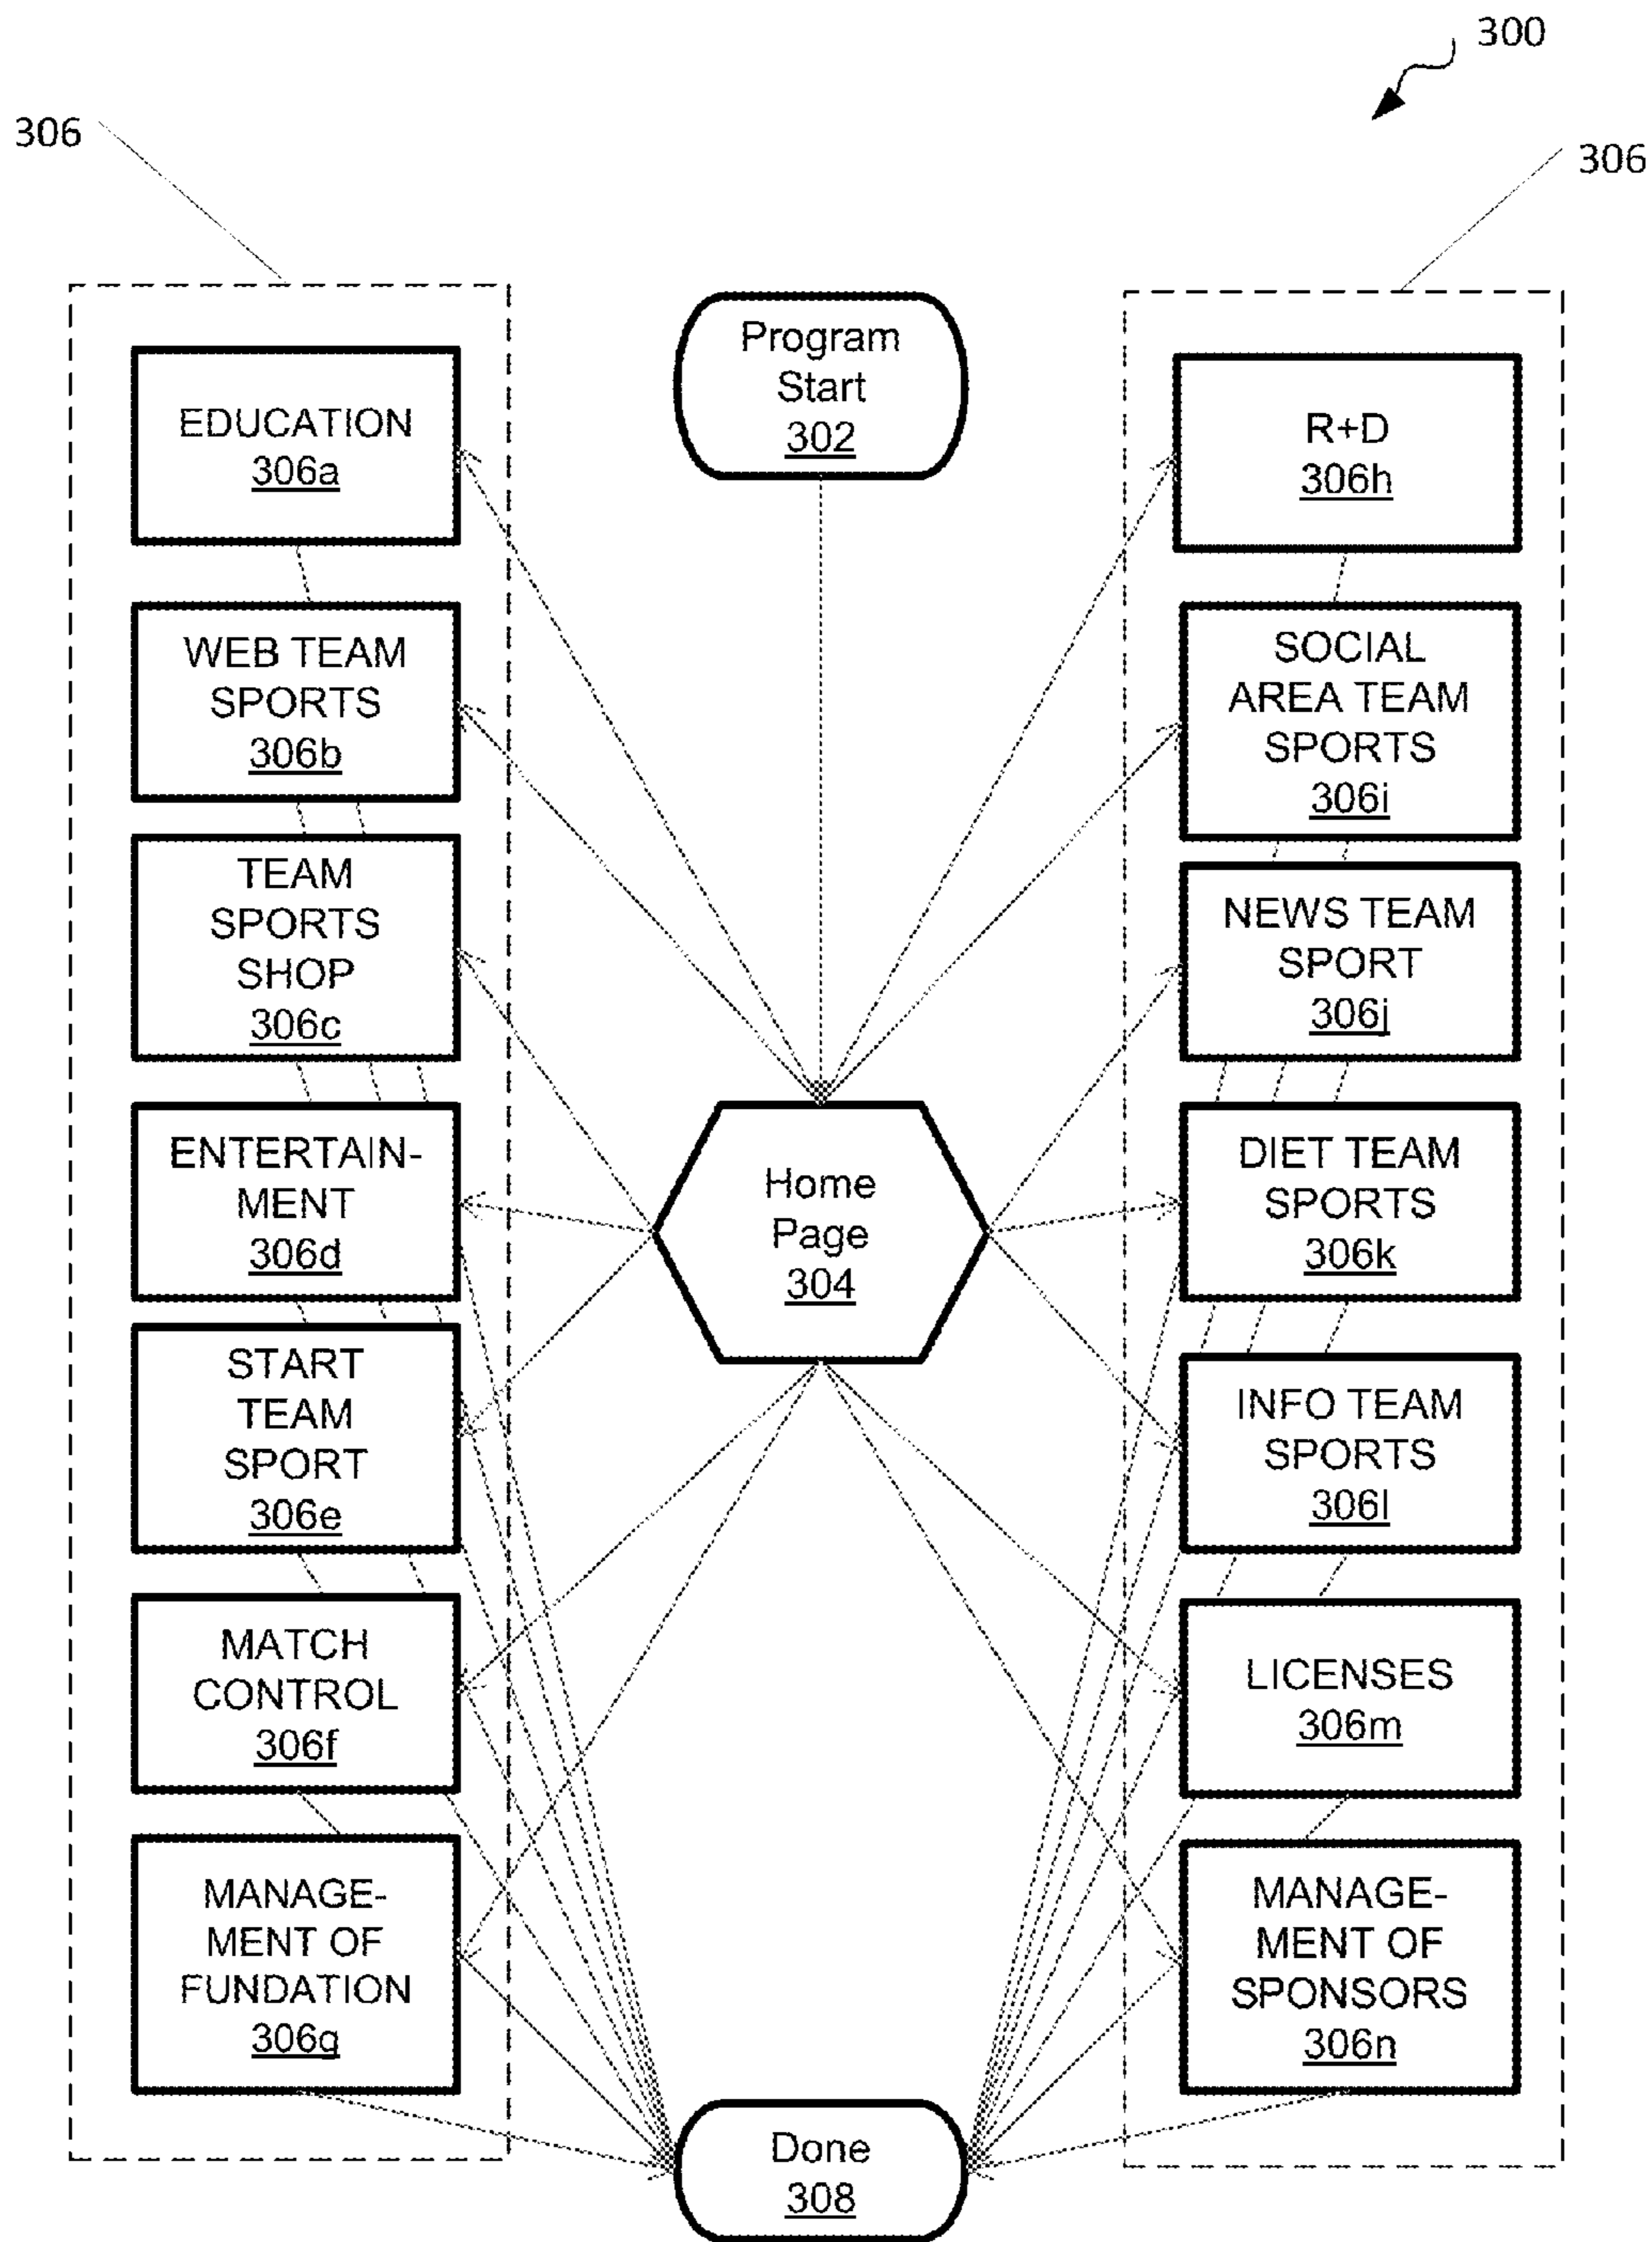 300
306
306
Program
Start
302
EDUCATION
306a
WEB TEAM
SPORTS
306b
TEAM
SPORTS
SHOP
306c
ENTERTAIN-
MENT
306d
START
TEAM
SPORT
306e
MATCH
CONTROL
306f
MANAGE-
MENT OF
FUNDATION
306g
Home
Page
304
R+D
306h
SOCIAL
AREA TEAM
SPORTS
306i
NEWS TEAM
SPORT
306j
DIET TEAM
SPORTS
306k
INFO TEAM
SPORTS
306l
LICENSES
306m
MANAGE-
MENT OF
SPONSORS
306n
Done
308